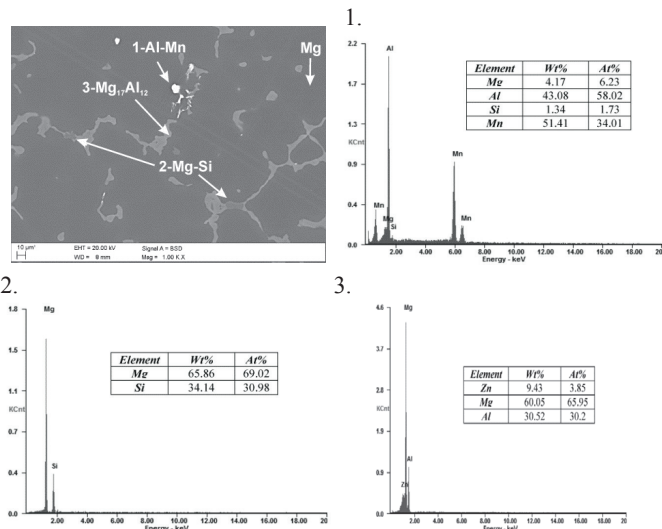 1-Al-Mn
Mg
3-Mg17Al12
2-Mg-Si
10 µm
EHT = 20.00 kV
Signal A = BSD
WD = 8 mm
Mag = 1.00 K X
1.
2.2
1.7
1.3
KCnt
0.9
0.4
0.0
Al
Mn
Mg
Si
Mn
Mn
Element Wt% At%
Mg 4.17 6.23
Al 43.08 58.02
Si 1.34 1.73
Mn 51.41 34.01
2.00 4.00 6.00 8.00 10.00 12.00 14.00 16.00 18.00 20
Energy - keV
2.
1.8
1.5
1.1
KCnt
0.7
0.4
0.0
Mg
Si
Element Wt% At%
Mg 65.86 69.02
Si 34.14 30.98
2.00 4.00 6.00 8.00 10.00 12.00 14.00 16.00 18.00 20.
Energy - keV
3.
4.6
3.7
2.8
KCnt
1.8
0.9
0.0
Mg
Al
Zn
Element Wt% At%
Zn 9.43 3.85
Mg 60.05 65.95
Al 30.52 30.2
2.00 4.00 6.00 8.00 10.00 12.00 14.00 16.00 18.00 20
Energy - keV